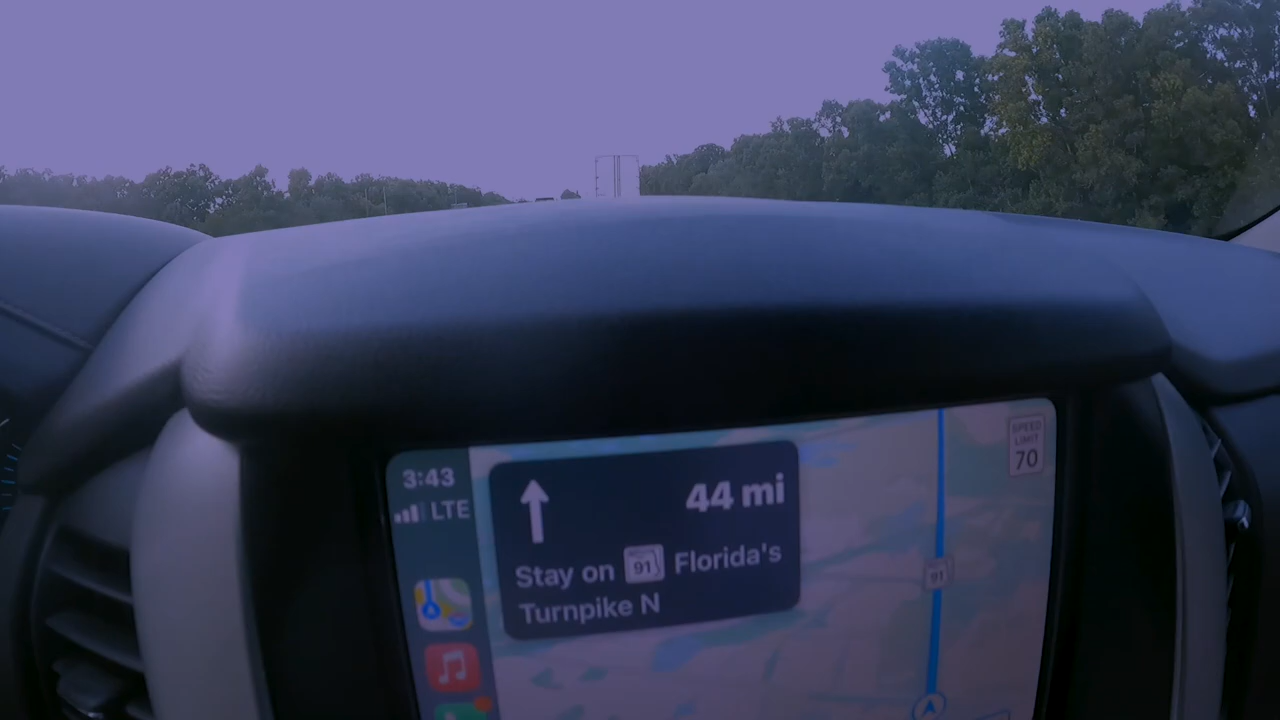 3:43
LTE
44 mi
Stay on 91 Florida's
Turnpike N
SPEED
LIMIT
70
91